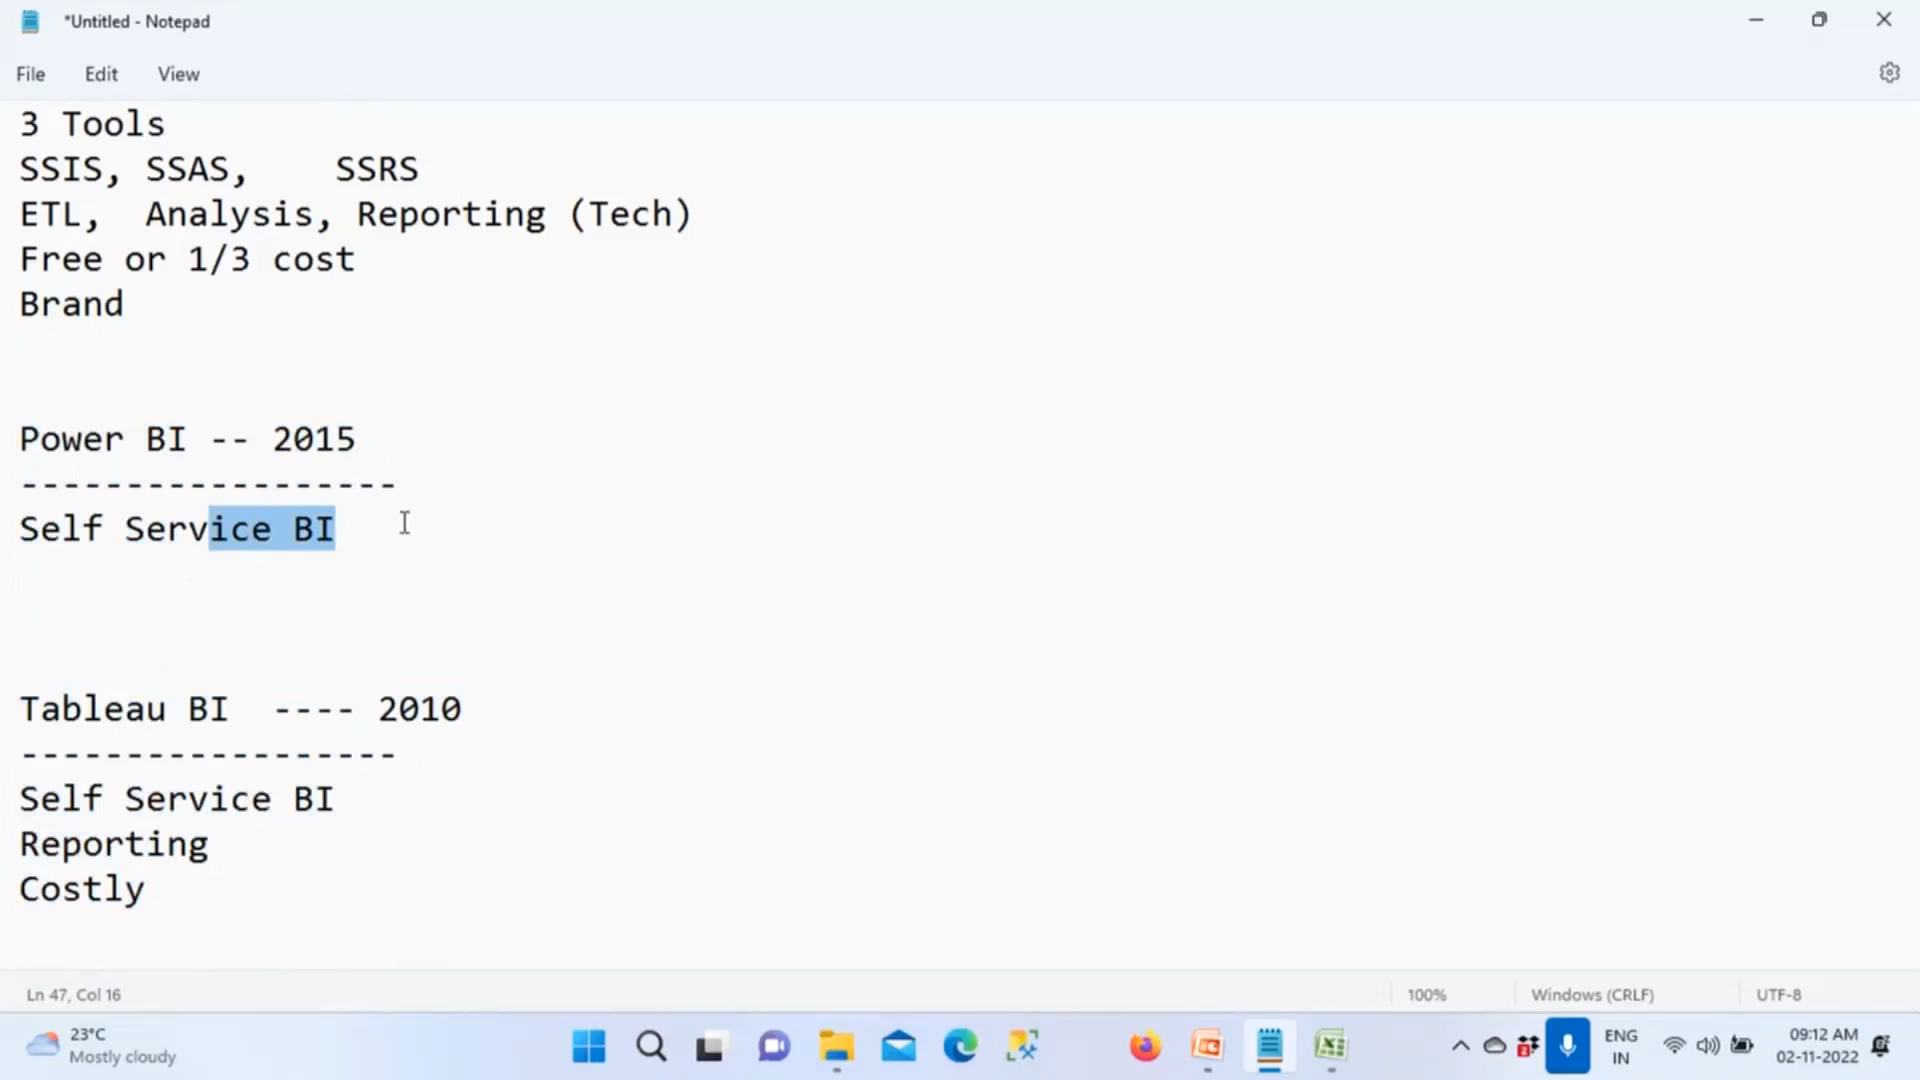 *Untitled - Notepad
File Edit View
3 Tools
SSIS, SSAS,    SSRS
ETL,  Analysis, Reporting (Tech)
Free or 1/3 cost
Brand
Power BI -- 2015
------------------
Self Service BI
Tableau BI  ---- 2010
------------------
Self Service BI
Reporting
Costly
Ln 47, Col 16
100%
Windows (CRLF)
UTF-8
23°C
Mostly cloudy
ENG
IN
09:12 AM
02-11-2022